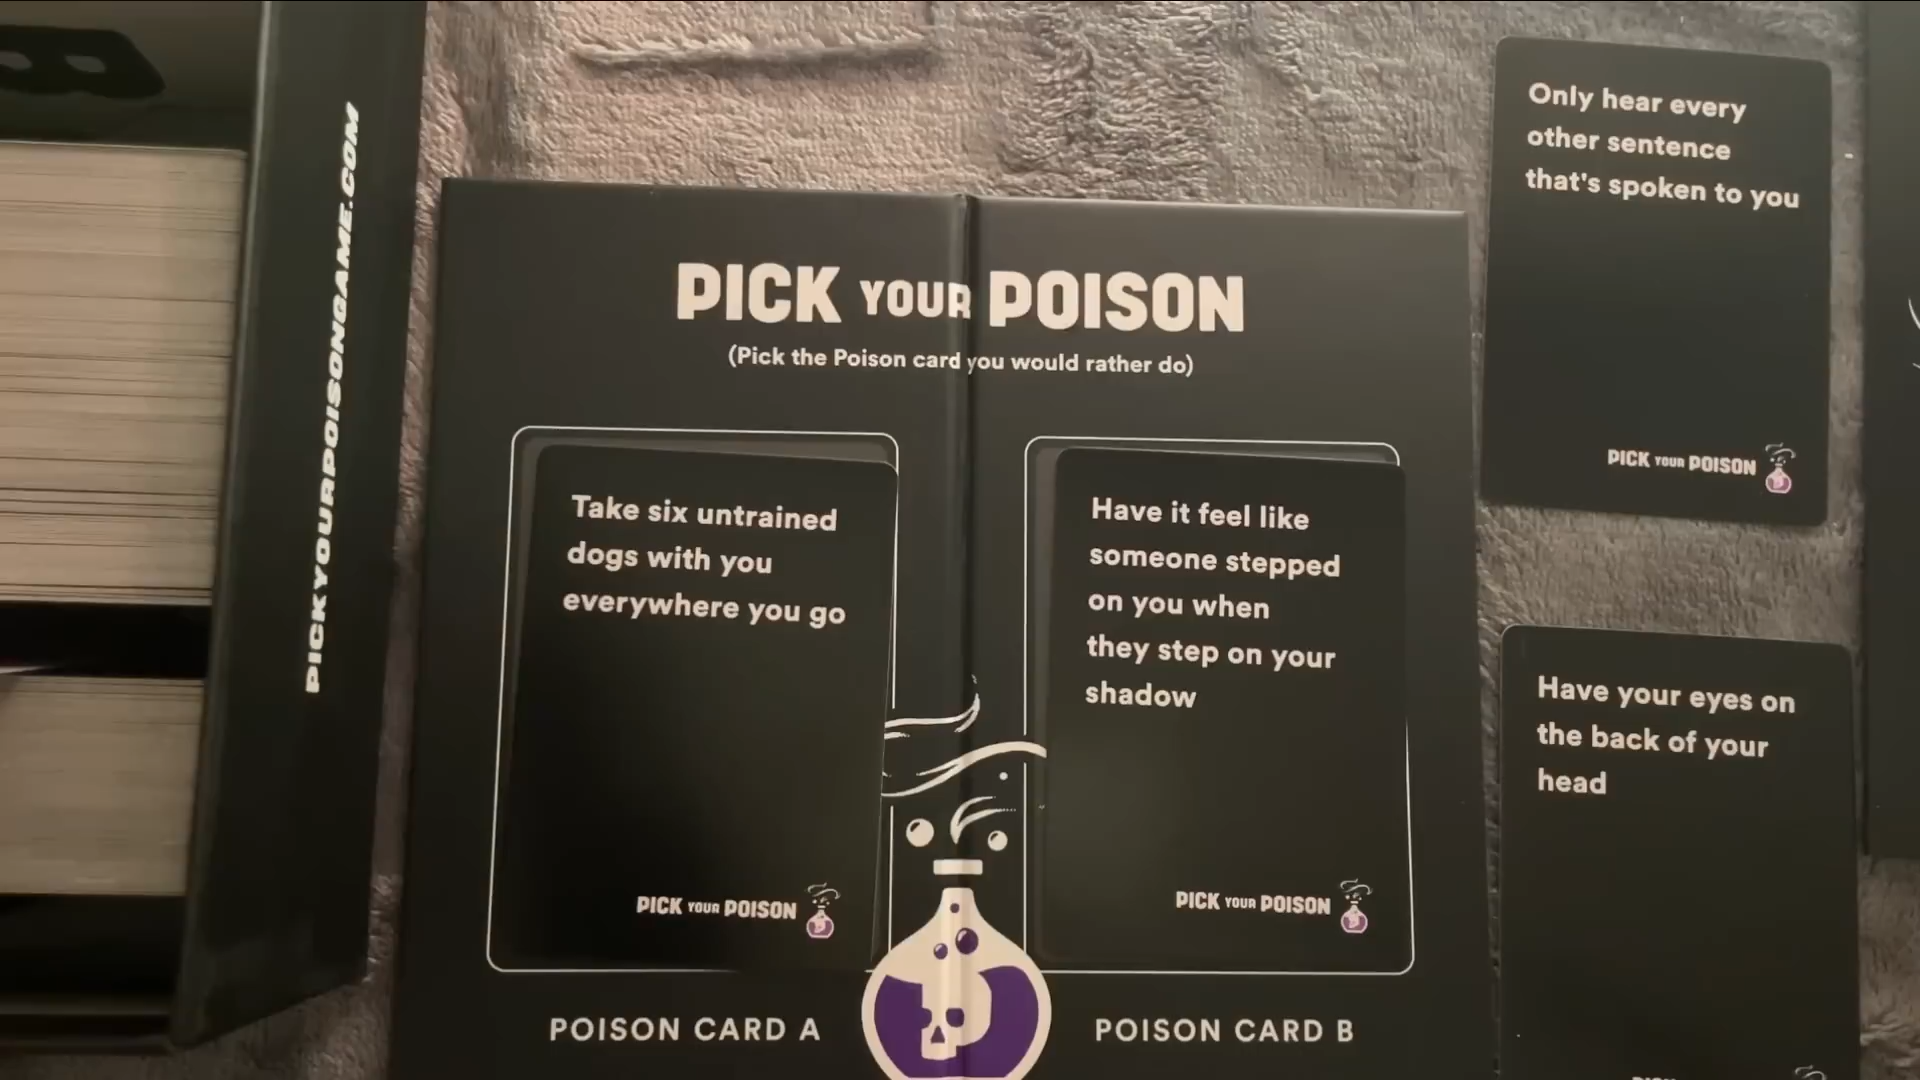 PICKYOURPOISONGAME.COM
PICK YOUR POISON
(Pick the Poison card you would rather do)
Take six untrained
dogs with you
everywhere you go
PICK YOUR POISON
POISON CARD A
Have it feel like
someone stepped
on you when
they step on your
shadow
PICK YOUR POISON
POISON CARD B
Only hear every
other sentence
that's spoken to you
PICK YOUR POISON
Have your eyes on
the back of your
head